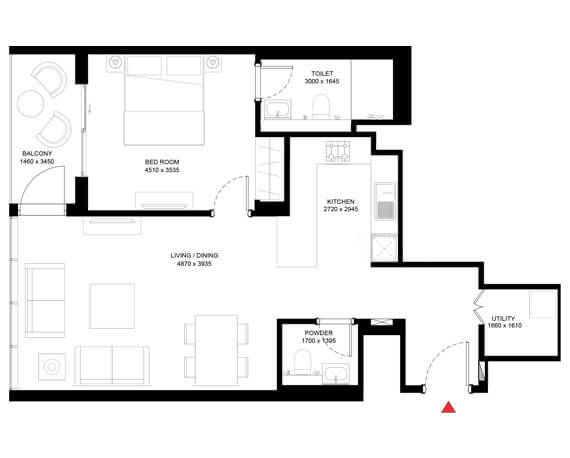 TOILET
3000 x 1645
BALCONY
1460 x 3450
BED ROOM
4510 x 3535
KITCHEN
2720 x 2945
LIVING / DINING
4870 x 3935
UTILITY
1660 x 1610
POWDER
1700 x 1395